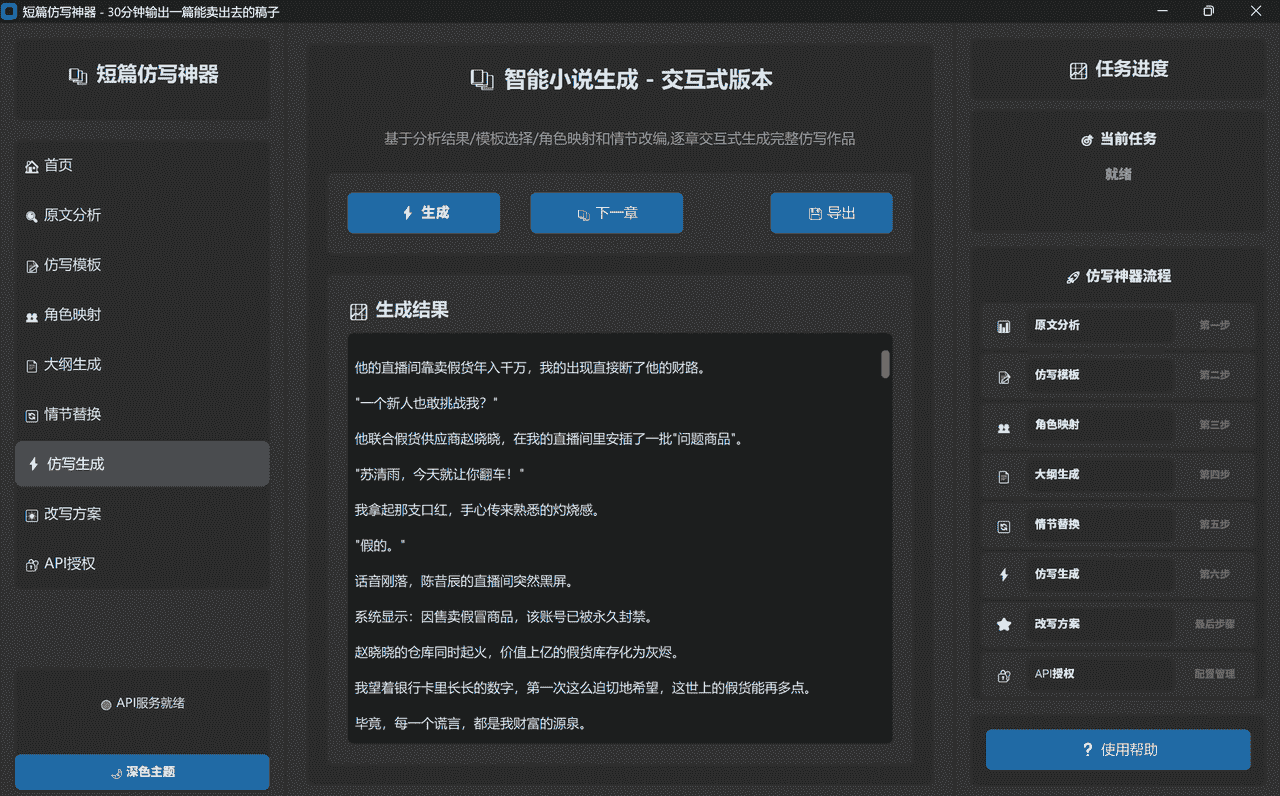 短篇仿写神器 - 30分钟输出一篇能卖出去的稿子
短篇仿写神器
首页
原文分析
仿写模板
角色映射
大纲生成
情节替换
仿写生成
改写方案
API授权
API服务就绪
深色主题
智能小说生成 - 交互式版本
基于分析结果/模板选择/角色映射和情节改编,逐章交互式生成完整仿写作品
生成
下一章
导出
生成结果
他的直播间靠卖假货年入千万，我的出现直接断了他的财路。
"一个新人也敢挑战我？"
他联合假货供应商赵晓晓，在我的直播间里安插了一批"问题商品"。
"苏清雨，今天就让你翻车！"
我拿起那支口红，手心传来熟悉的灼烧感。
"假的。"
话音刚落，陈昔辰的直播间突然黑屏。
系统显示：因售卖假冒商品，该账号已被永久封禁。
赵晓晓的仓库同时起火，价值上亿的假货库存化为灰烬。
我望着银行卡里长长的数字，第一次这么迫切地希望，这世上的假货能再多点。
毕竟，每一个谎言，都是我财富的源泉。
任务进度
当前任务
就绪
仿写神器流程
原文分析 第一步
仿写模板 第二步
角色映射 第三步
大纲生成 第四步
情节替换 第五步
仿写生成 第六步
改写方案 最后步骤
API授权 配置管理
? 使用帮助